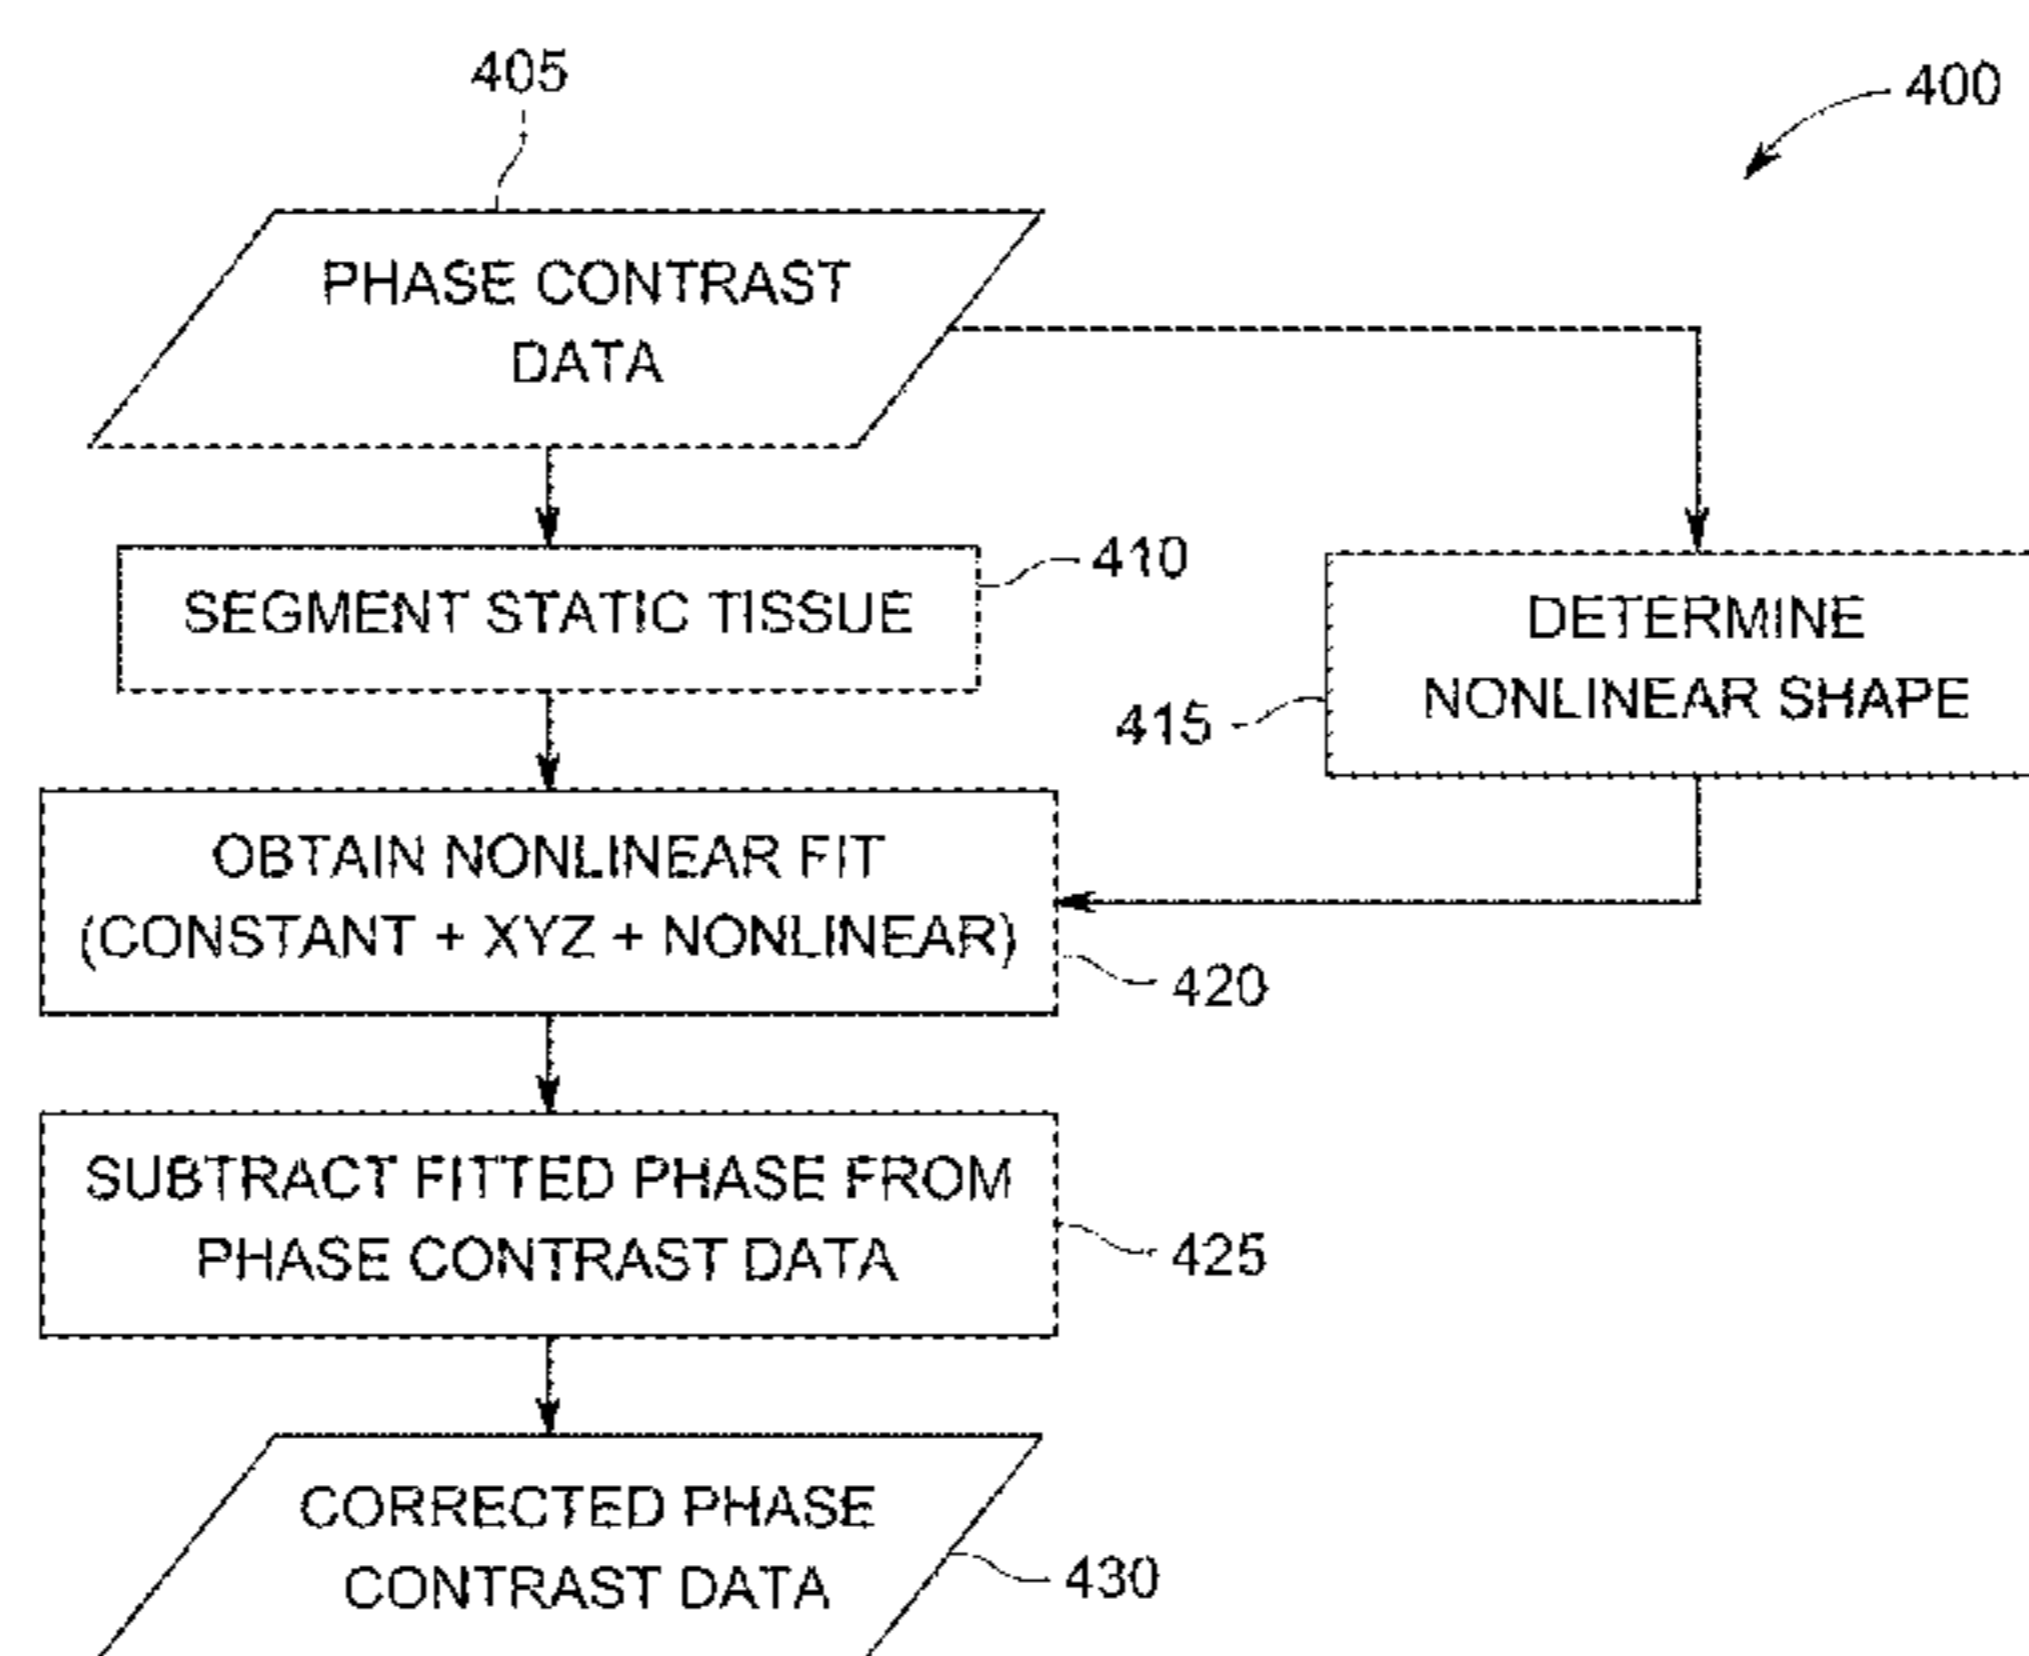 405
400
PHASE CONTRAST
DATA
SEGMENT STATIC TISSUE
410
DETERMINE
NONLINEAR SHAPE
415
OBTAIN NONLINEAR FIT
(CONSTANT + XYZ + NONLINEAR)
420
SUBTRACT FITTED PHASE FROM
PHASE CONTRAST DATA
425
CORRECTED PHASE
CONTRAST DATA
430